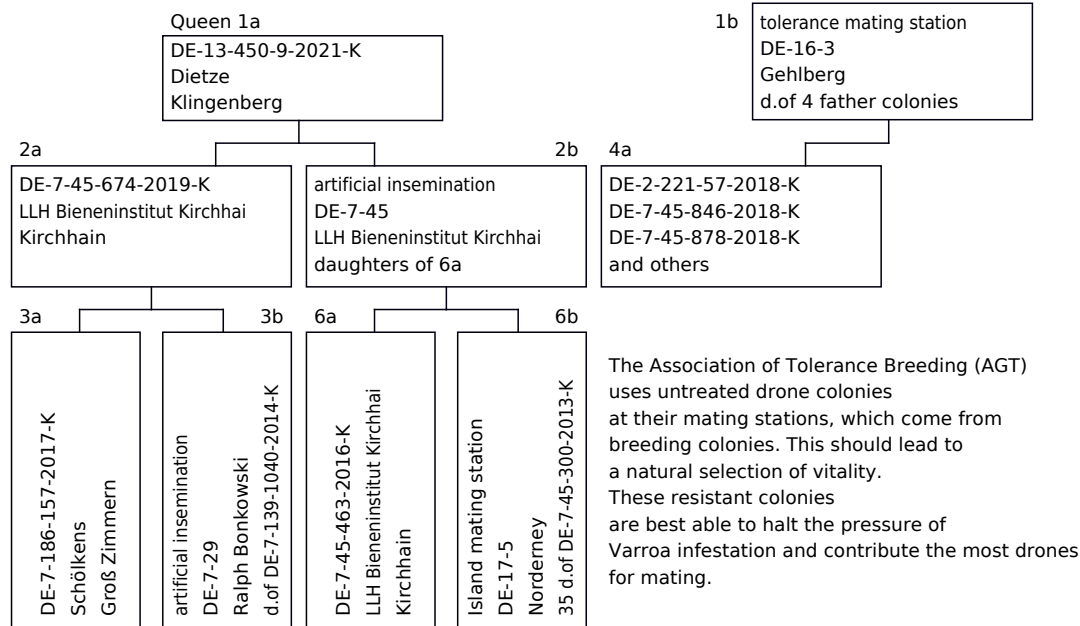 Queen 1a
DE-13-450-9-2021-K
Dietze
Klingenberg
1b
tolerance mating station
DE-16-3
Gehlberg
d.of 4 father colonies
2a
DE-7-45-674-2019-K
LLH Bieneninstitut Kirchhai
Kirchhain
2b
artificial insemination
DE-7-45
LLH Bieneninstitut Kirchhai
daughters of 6a
4a
DE-2-221-57-2018-K
DE-7-45-846-2018-K
DE-7-45-878-2018-K
and others
3a
DE-7-186-157-2017-K
Schölkens
Groß Zimmern
3b
artificial insemination
DE-7-29
Ralph Bonkowski
d.of DE-7-139-1040-2014-K
6a
DE-7-45-463-2016-K
LLH Bieneninstitut Kirchhai
Kirchhain
6b
Island mating station
DE-17-5
Norderney
35 d.of DE-7-45-300-2013-K
The Association of Tolerance Breeding (AGT)
uses untreated drone colonies
at their mating stations, which come from
breeding colonies. This should lead to
a natural selection of vitality.
These resistant colonies
are best able to halt the pressure of
Varroa infestation and contribute the most drones
for mating.